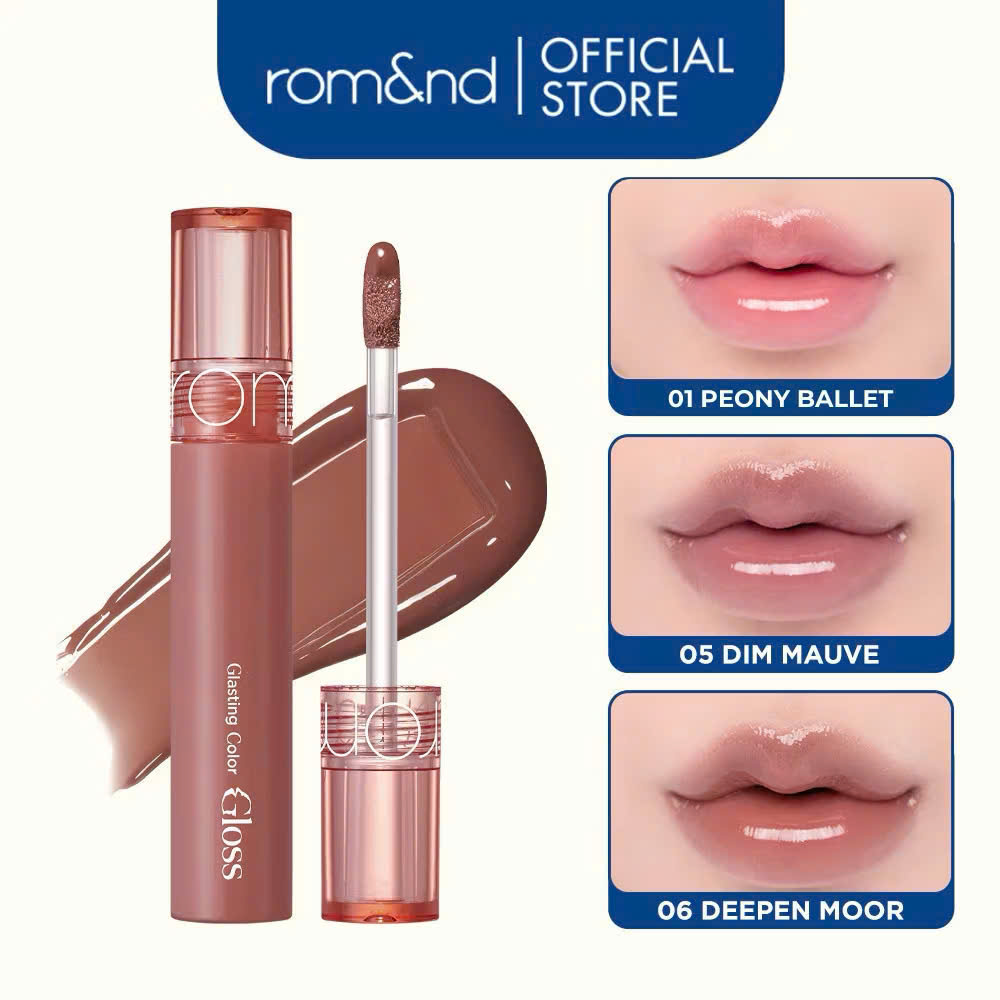 rom&nd
OFFICIAL
STORE
rom
Glasting Color Gloss
rom
01 PEONY BALLET
05 DIM MAUVE
06 DEEPEN MOOR